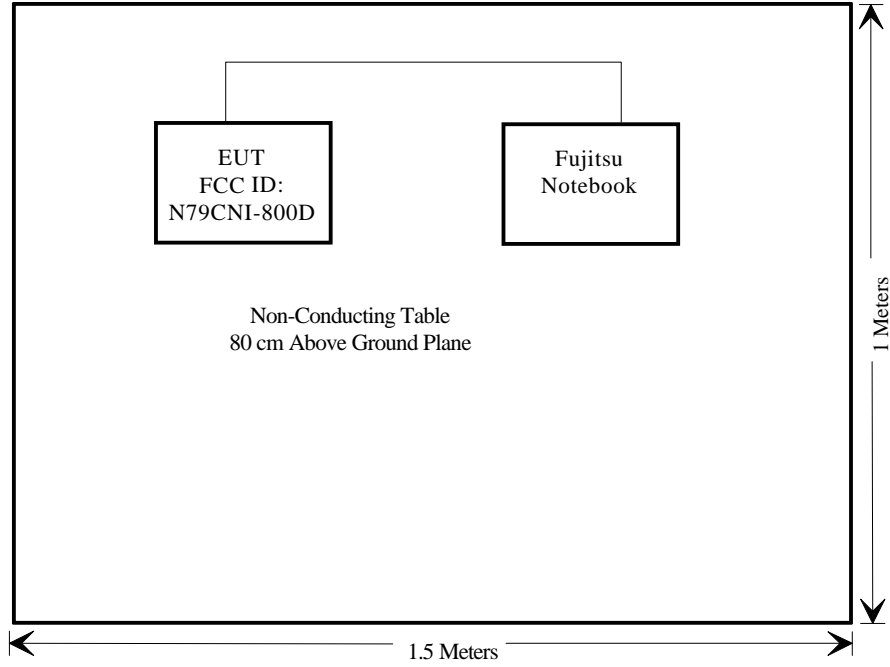 EUT
FCC ID:
N79CNI-800D
Fujitsu
Notebook
Non-Conducting Table
80 cm Above Ground Plane
1 Meters
1.5 Meters